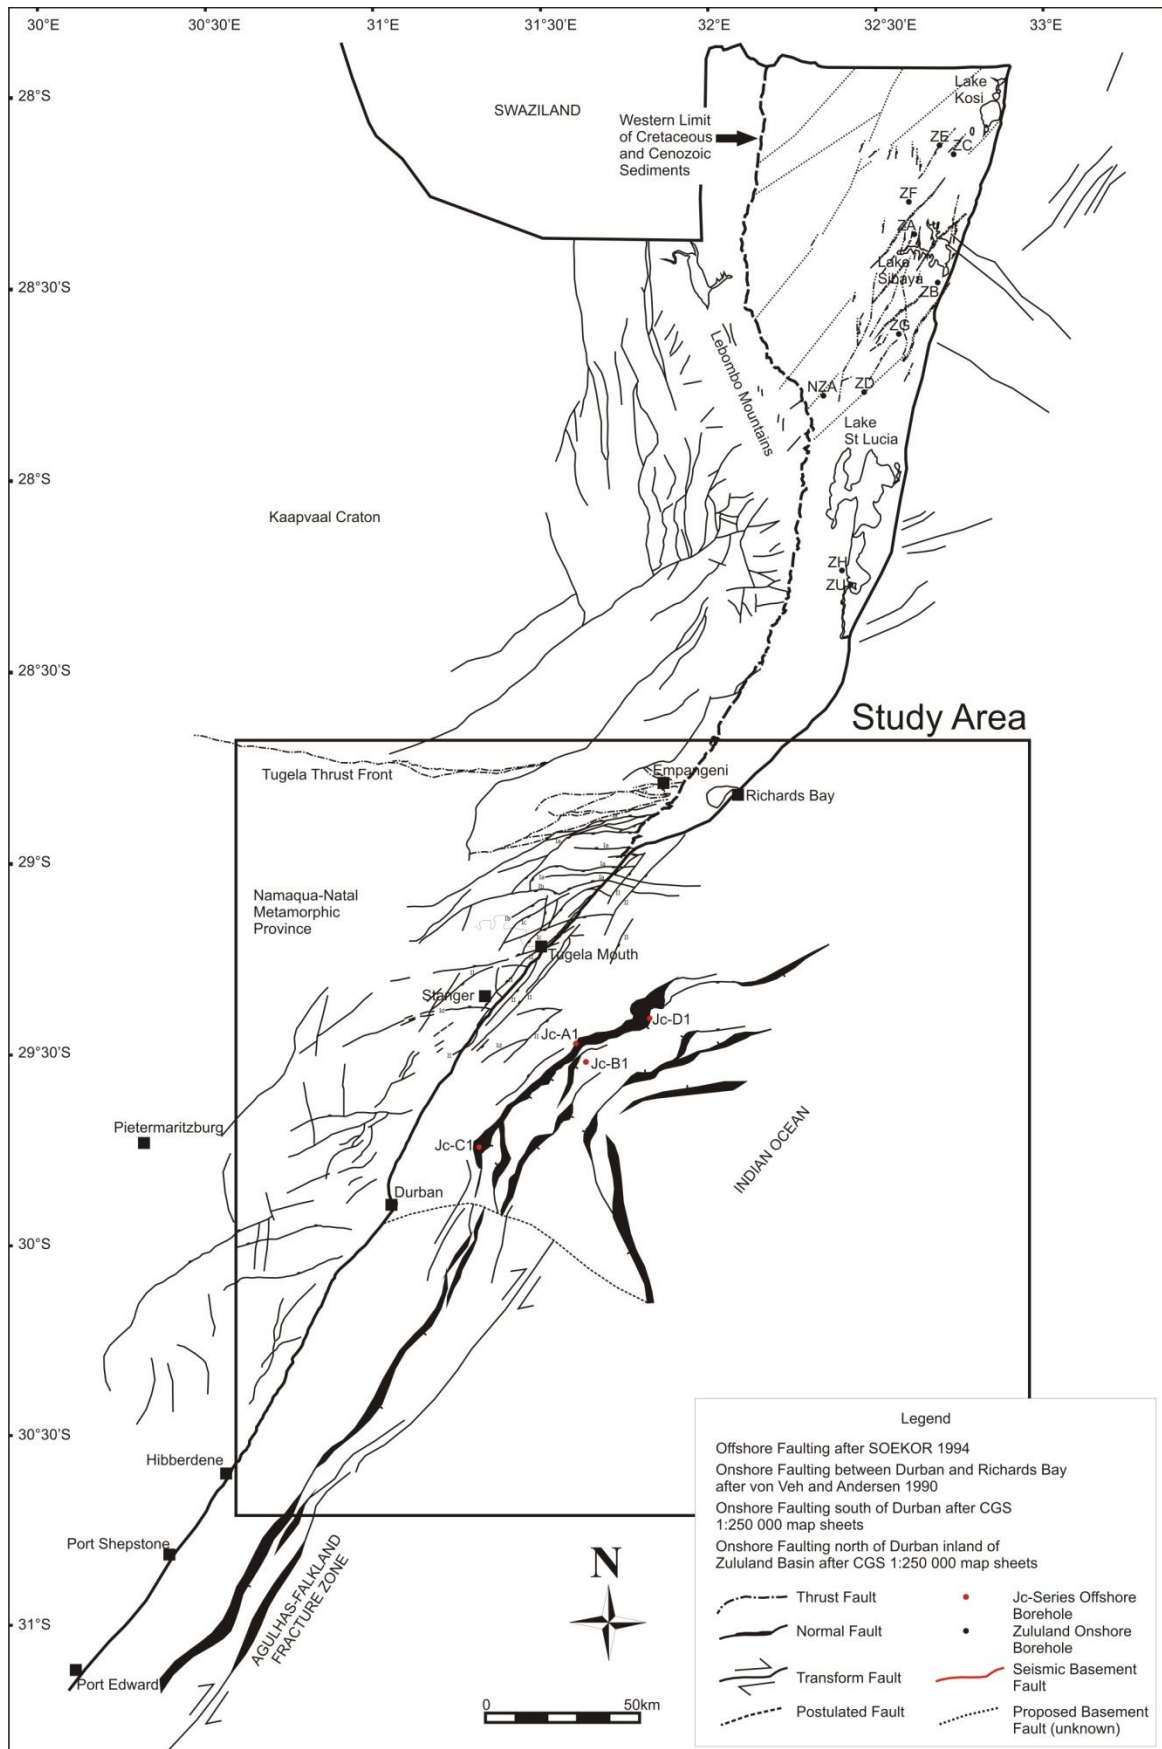 30°E
30°30'E
31°E
31°30'E
32°E
32°30'E
33°E
28°S
28°30'S
28°S
28°30'S
29°S
29°30'S
30°S
30°30'S
31°S
SWAZILAND
Western Limit
of Cretaceous
and Cenozoic
Sediments
Lake
Kosi
ZE
ZC
ZF
ZA
Lake
Sibaya
ZB
ZG
NZA
ZD
Lebombo Mountains
Lake
St Lucia
Kaapvaal Craton
ZH
ZU
Study Area
Tugela Thrust Front
Empangeni
Richards Bay
Namaqua-Natal
Metamorphic
Province
Tugela Mouth
Stanger
Jc-D1
Jc-A1
Jc-B1
Jc-C1
Pietermaritzburg
INDIAN OCEAN
Durban
Hibberdene
Port Shepstone
Port Edward
AGULHAS-FALKLAND
FRACTURE ZONE
N
0 50km
Legend
Offshore Faulting after SOEKOR 1994
Onshore Faulting between Durban and Richards Bay
after von Veh and Andersen 1990
Onshore Faulting south of Durban after CGS
1:250 000 map sheets
Onshore Faulting north of Durban inland of
Zululand Basin after CGS 1:250 000 map sheets
Thrust Fault
Normal Fault
Transform Fault
Postulated Fault
Jc-Series Offshore
Borehole
Zululand Onshore
Borehole
Seismic Basement
Fault
Proposed Basement
Fault (unknown)